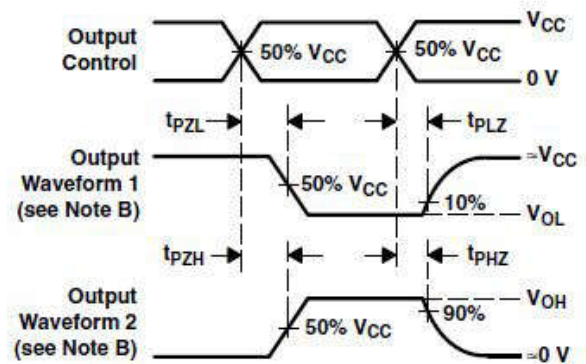 Output
Control
50% VCC
50% VCC
VCC
0 V
tPZL
tPLZ
Output
Waveform 1
(see Note B)
50% VCC
10%
≈VCC
VOL
tPZH
tPHZ
Output
Waveform 2
(see Note B)
50% VCC
90%
VOH
≈0 V